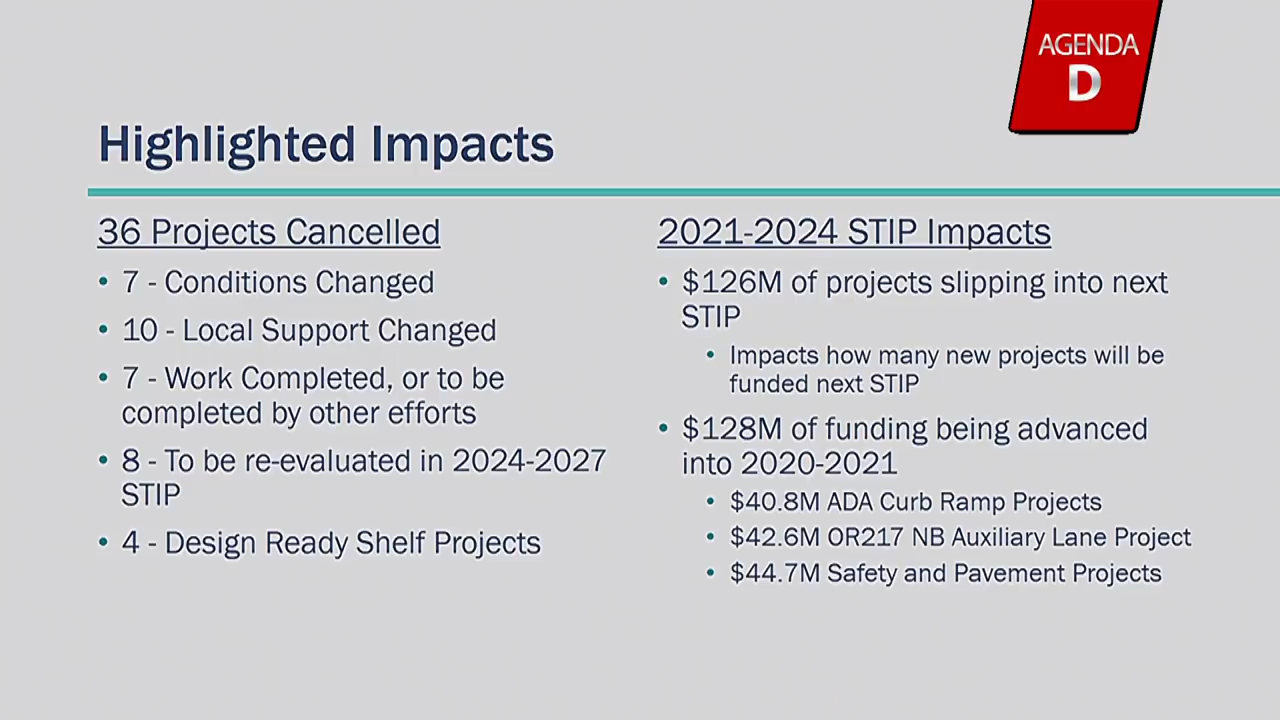 AGENDA
D
Highlighted Impacts
36 Projects Cancelled
• 7 - Conditions Changed
• 10 - Local Support Changed
• 7 - Work Completed, or to be
completed by other efforts
• 8 - To be re-evaluated in 2024-2027
STIP
• 4 - Design Ready Shelf Projects
2021-2024 STIP Impacts
• $126M of projects slipping into next
STIP
• Impacts how many new projects will be
funded next STIP
• $128M of funding being advanced
into 2020-2021
• $40.8M ADA Curb Ramp Projects
• $42.6M OR217 NB Auxiliary Lane Project
• $44.7M Safety and Pavement Projects